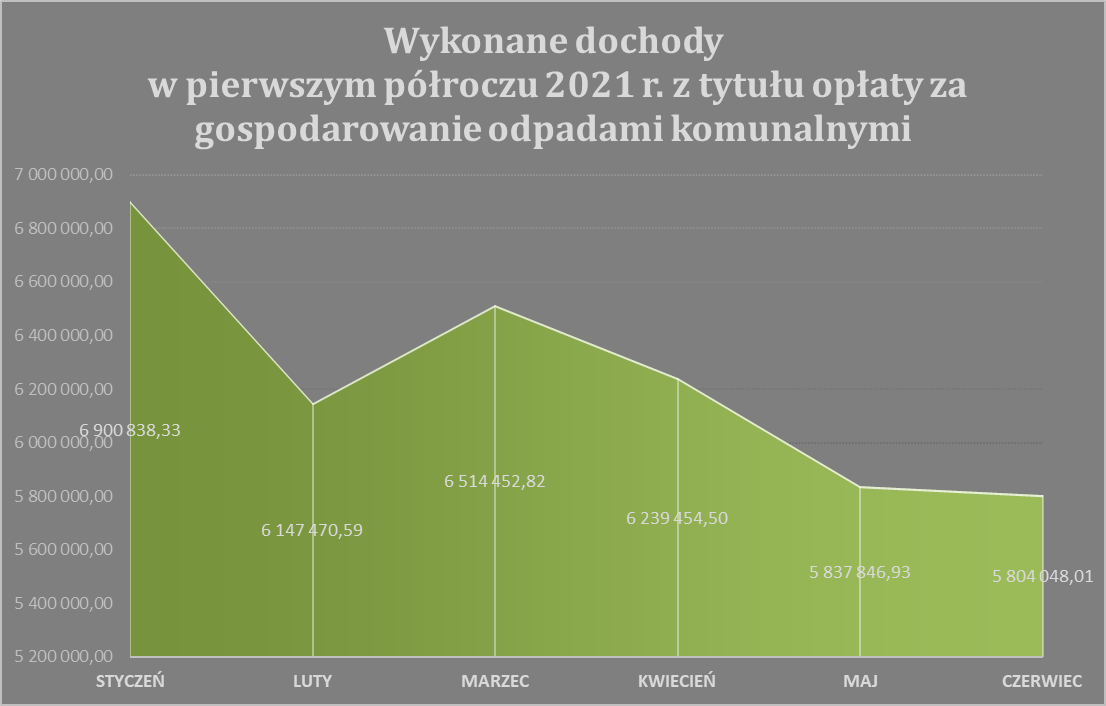 Wykonane dochody
w pierwszym półroczu 2021 r. z tytułu opłaty za
gospodarowanie odpadami komunalnymi
7 000 000,00
6 800 000,00
6 600 000,00
6 400 000,00
6 200 000,00
6 000 000,00
5 800 000,00
5 600 000,00
5 400 000,00
5 200 000,00
6 900 838,33
6 147 470,59
6 514 452,82
6 239 454,50
5 837 846,93
5 804 048,01
STYCZEŃ LUTY MARZEC KWIECIEŃ MAJ CZERWIEC